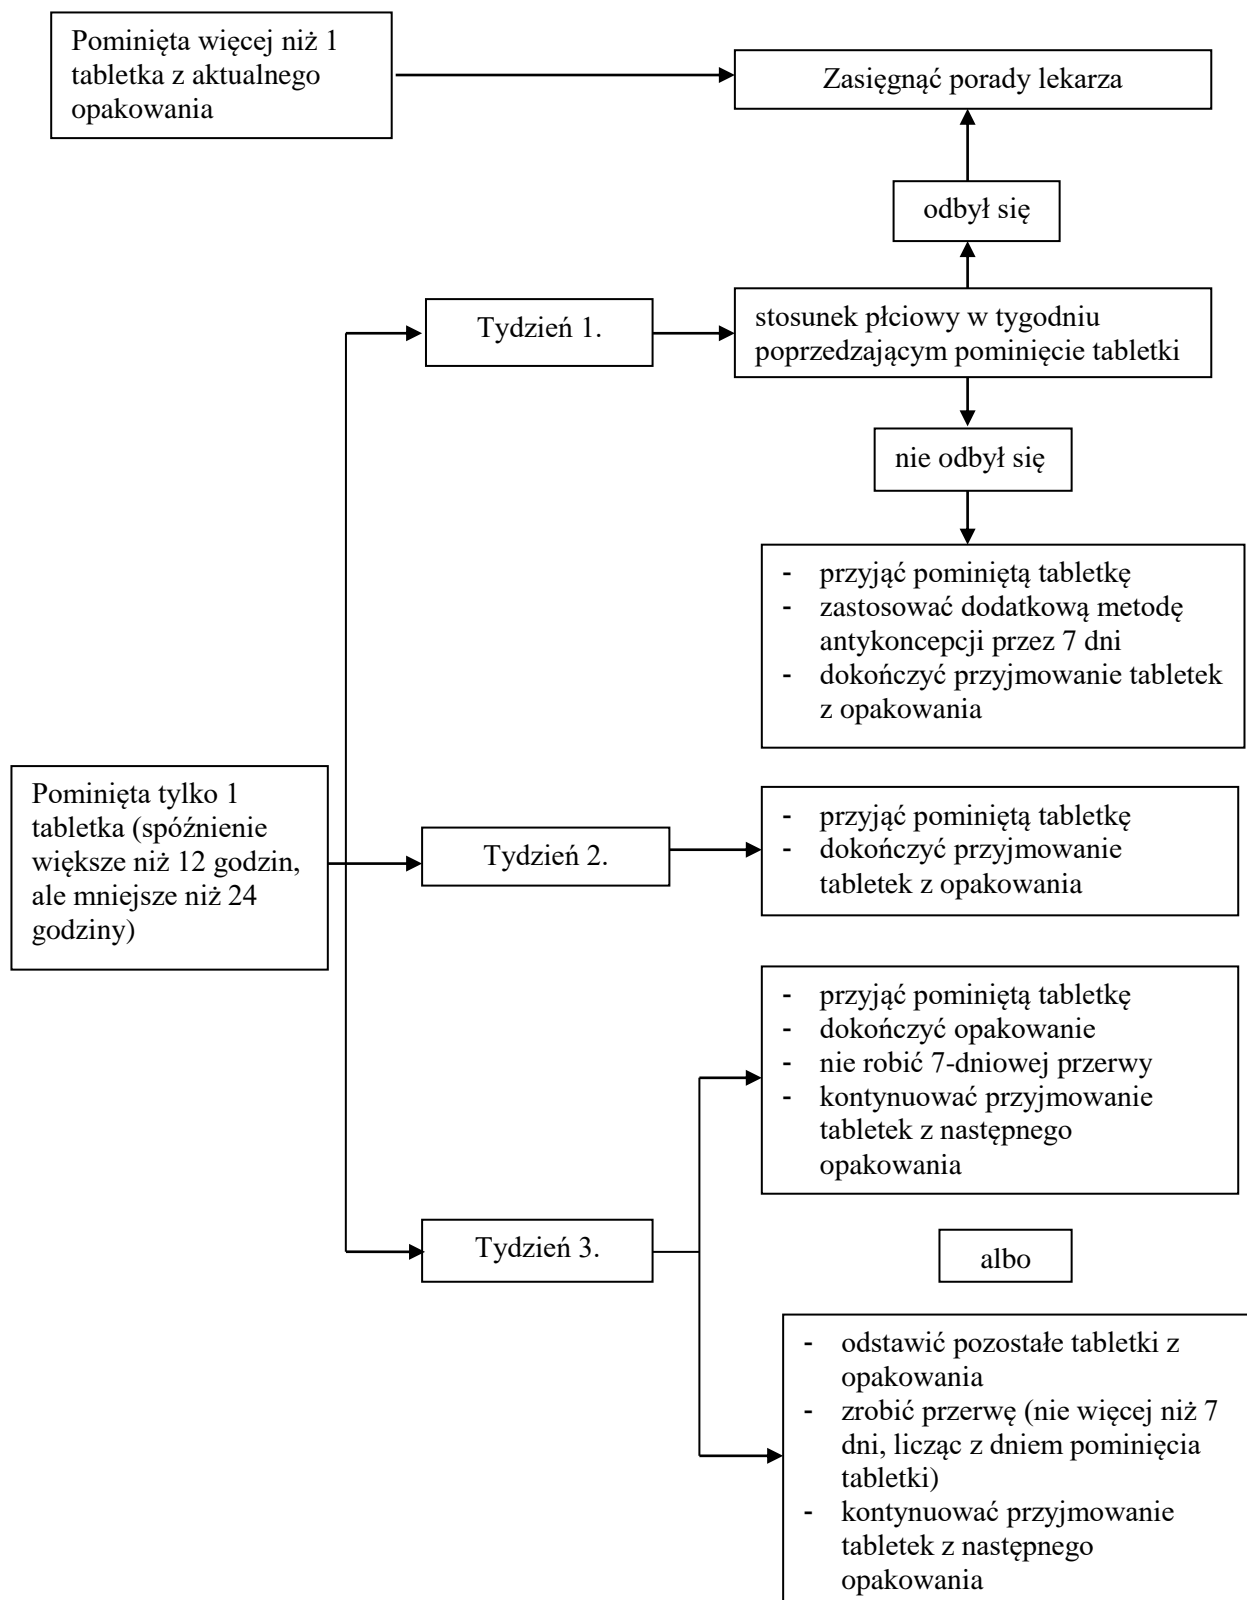 Pominięta więcej niż 1
tabletka z aktualnego
opakowania
Zasięgnąć porady lekarza
odbył się
Tydzień 1.
stosunek płciowy w tygodniu
poprzedzającym pominięcie tabletki
nie odbył się
- przyjąć pominiętą tabletkę
- zastosować dodatkową metodę
antykoncepcji przez 7 dni
- dokończyć przyjmowanie tabletek
z opakowania
Pominięta tylko 1
tabletka (spóźnienie
większe niż 12 godzin,
ale mniejsze niż 24
godziny)
Tydzień 2.
- przyjąć pominiętą tabletkę
- dokończyć przyjmowanie
tabletek z opakowania
- przyjąć pominiętą tabletkę
- dokończyć opakowanie
- nie robić 7-dniowej przerwy
- kontynuować przyjmowanie
tabletek z następnego
opakowania
Tydzień 3.
albo
- odstawić pozostałe tabletki z
opakowania
- zrobić przerwę (nie więcej niż 7
dni, licząc z dniem pominięcia
tabletki)
- kontynuować przyjmowanie
tabletek z następnego
opakowania